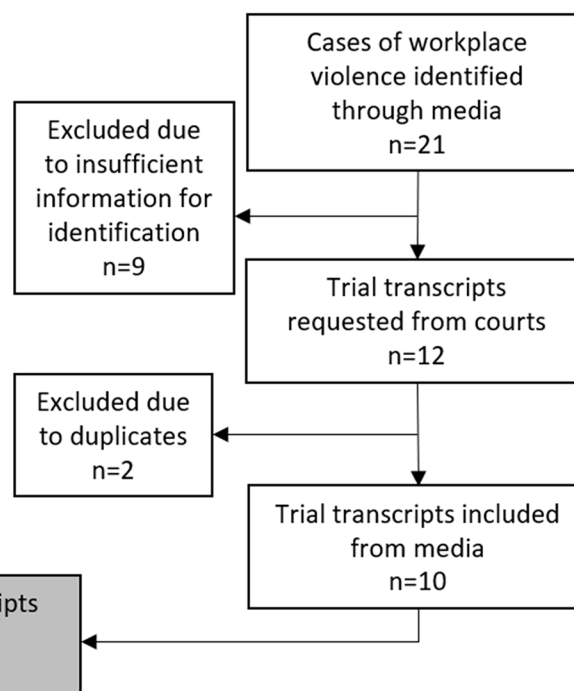 Cases of workplace
violence identified
through media
n=21
Excluded due
to insufficient
information for
identification
n=9
Trial transcripts
requested from courts
n=12
Excluded due
to duplicates
n=2
Trial transcripts included
from media
n=10